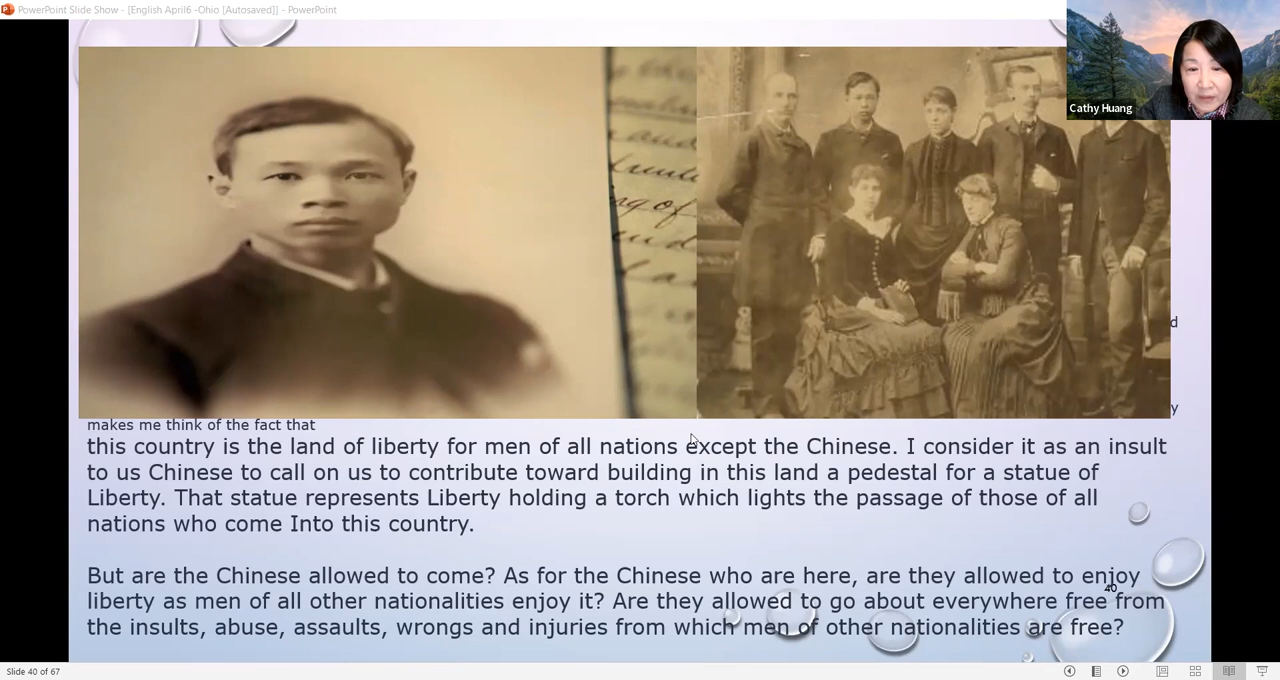 PowerPoint Slide Show - [English April6 -Ohio [Autosaved]] - PowerPoint
Cathy Huang
d
y
makes me think of the fact that
this country is the land of liberty for men of all nations except the Chinese. I consider it as an insult
to us Chinese to call on us to contribute toward building in this land a pedestal for a statue of
Liberty. That statue represents Liberty holding a torch which lights the passage of those of all
nations who come Into this country.
But are the Chinese allowed to come? As for the Chinese who are here, are they allowed to enjoy
40
liberty as men of all other nationalities enjoy it? Are they allowed to go about everywhere free from
the insults, abuse, assaults, wrongs and injuries from which men of other nationalities are free?
Slide 40 of 67